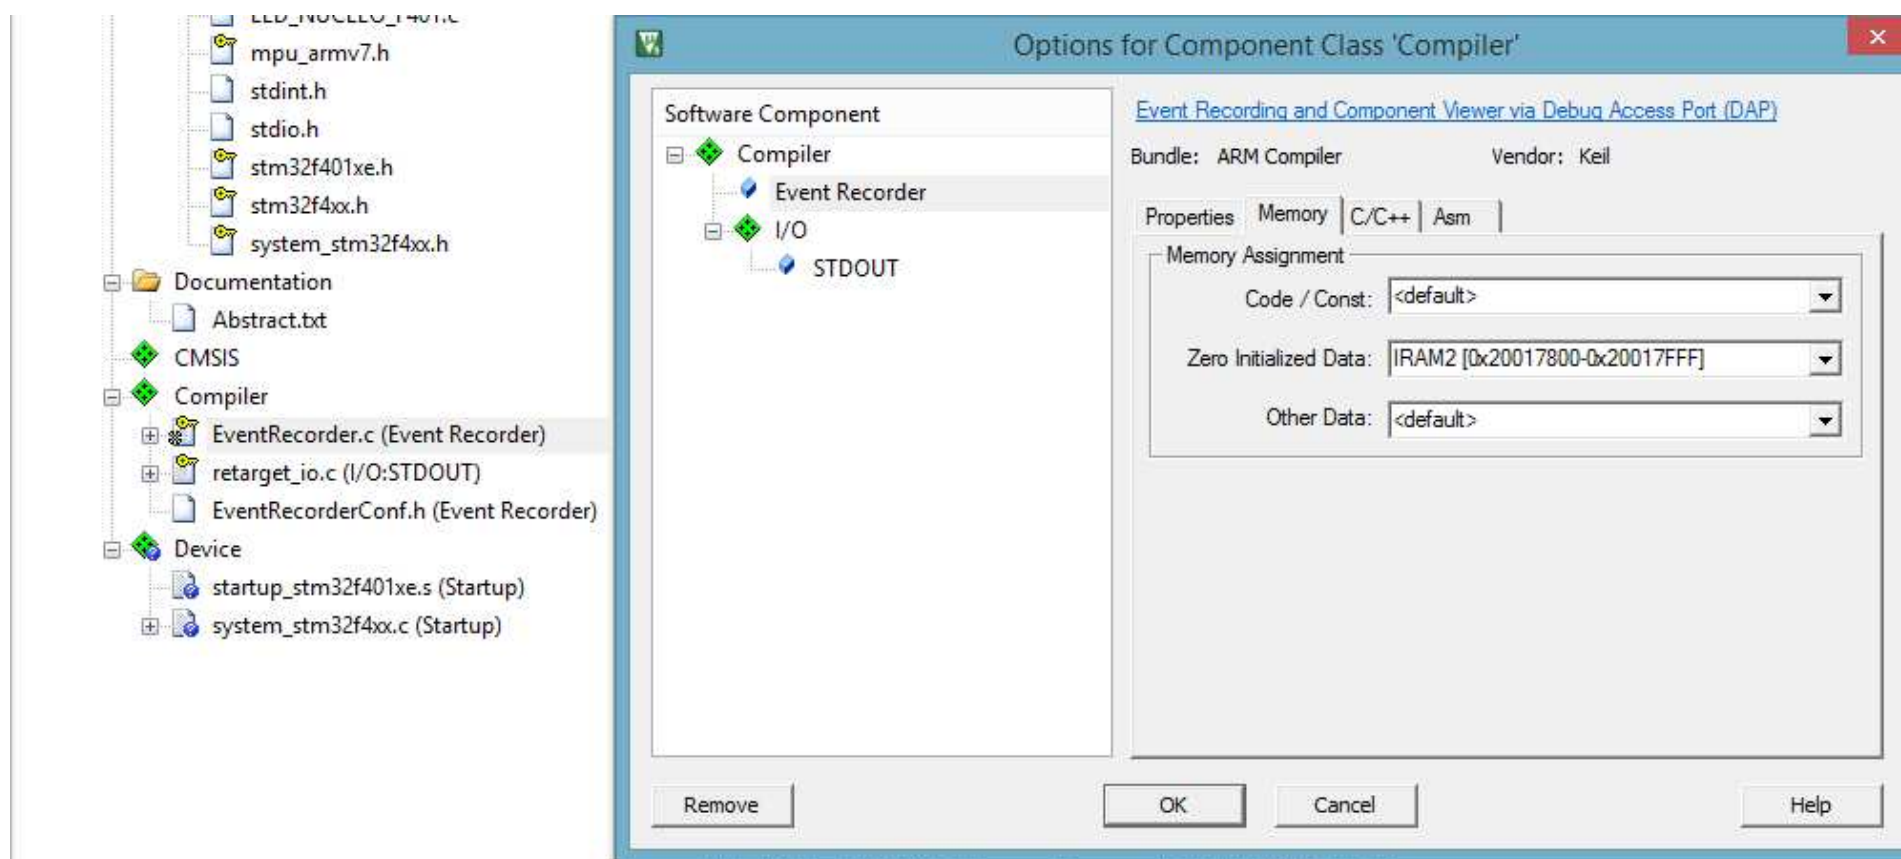 LED_NUCLEO_F401.c
mpu_armv7.h
stdint.h
stdio.h
stm32f401xe.h
stm32f4xx.h
system_stm32f4xx.h
Documentation
Abstract.txt
CMSIS
Compiler
EventRecorder.c (Event Recorder)
retarget_io.c (I/O:STDOUT)
EventRecorderConf.h (Event Recorder)
Device
startup_stm32f401xe.s (Startup)
system_stm32f4xx.c (Startup)
Options for Component Class 'Compiler'
Software Component
Compiler
Event Recorder
I/O
STDOUT
Event Recording and Component Viewer via Debug Access Port (DAP)
Bundle: ARM Compiler Vendor: Keil
Properties Memory C/C++ Asm
Memory Assignment
Code / Const: <default>
Zero Initialized Data: IRAM2 [0x20017800-0x20017FFF]
Other Data: <default>
Remove OK Cancel Help